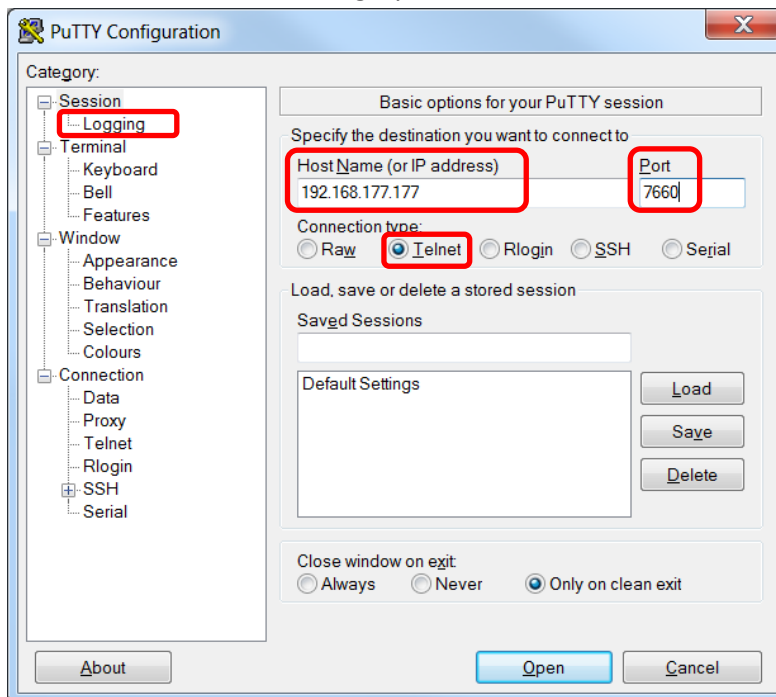 PuTTY Configuration
X
Category:
Session
Logging
Terminal
Keyboard
Bell
Features
Window
Appearance
Behaviour
Translation
Selection
Colours
Connection
Data
Proxy
Telnet
Rlogin
SSH
Serial
Basic options for your PuTTY session
Specify the destination you want to connect to
Host Name (or IP address) Port
192.168.177.177 7660
Connection type:
Raw Telnet Rlogin SSH Serial
Load, save or delete a stored session
Saved Sessions
Default Settings
Load
Save
Delete
Close window on exit:
Always Never Only on clean exit
About Open Cancel